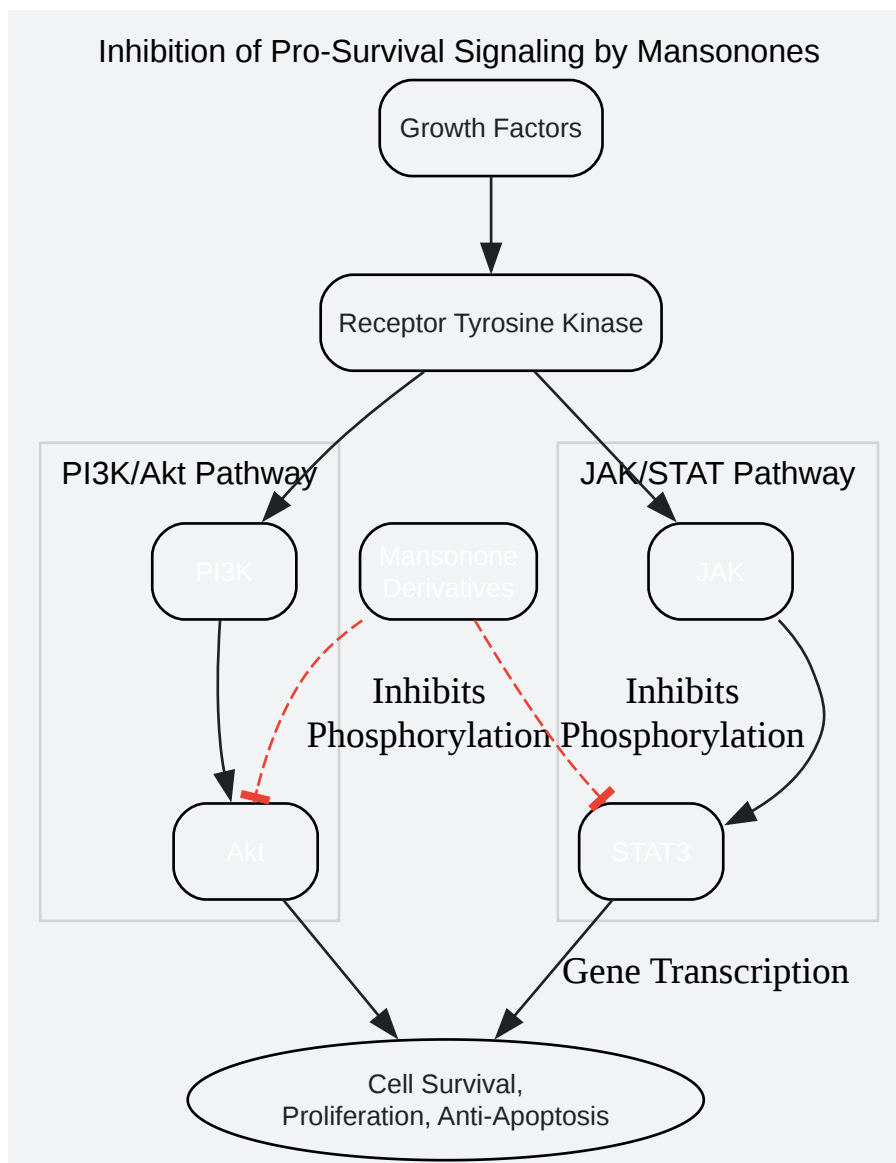 Inhibition of Pro-Survival Signaling by Mansonones
Growth Factors
Receptor Tyrosine Kinase
PI3K/Akt Pathway
JAK/STAT Pathway
PI3K
Mansonone
Derivatives
JAK
Inhibits
Phosphorylation
Inhibits
Phosphorylation
Akt
STAT3
Gene Transcription
Cell Survival,
Proliferation, Anti-Apoptosis